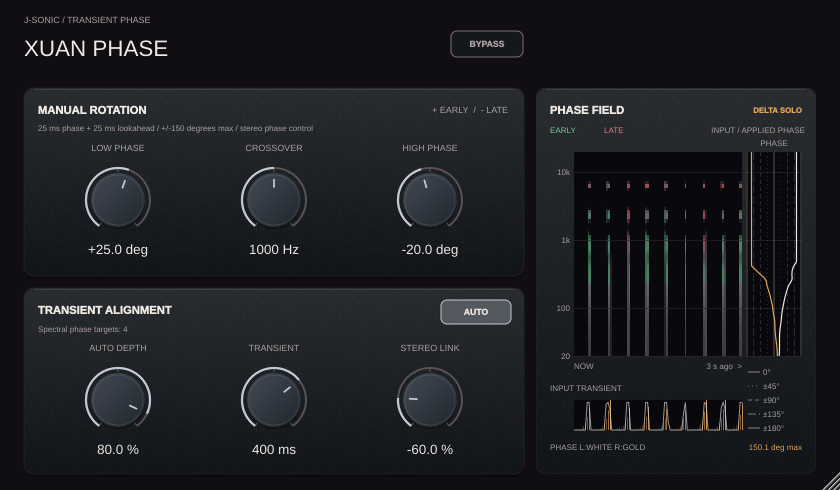 J-SONIC / TRANSIENT PHASE
XUAN PHASE
BYPASS
MANUAL ROTATION
+ EARLY / - LATE
25 ms phase + 25 ms lookahead / +/-150 degrees max / stereo phase control
LOW PHASE
CROSSOVER
HIGH PHASE
+25.0 deg
1000 Hz
-20.0 deg
TRANSIENT ALIGNMENT
AUTO
Spectral phase targets: 4
AUTO DEPTH
TRANSIENT
STEREO LINK
80.0 %
400 ms
-60.0 %
PHASE FIELD
DELTA SOLO
EARLY
LATE
INPUT / APPLIED PHASE
PHASE
10k
1k
100
20
NOW
3 s ago >
0°
±45°
±90°
±135°
±180°
INPUT TRANSIENT
PHASE L:WHITE R:GOLD
150.1 deg max